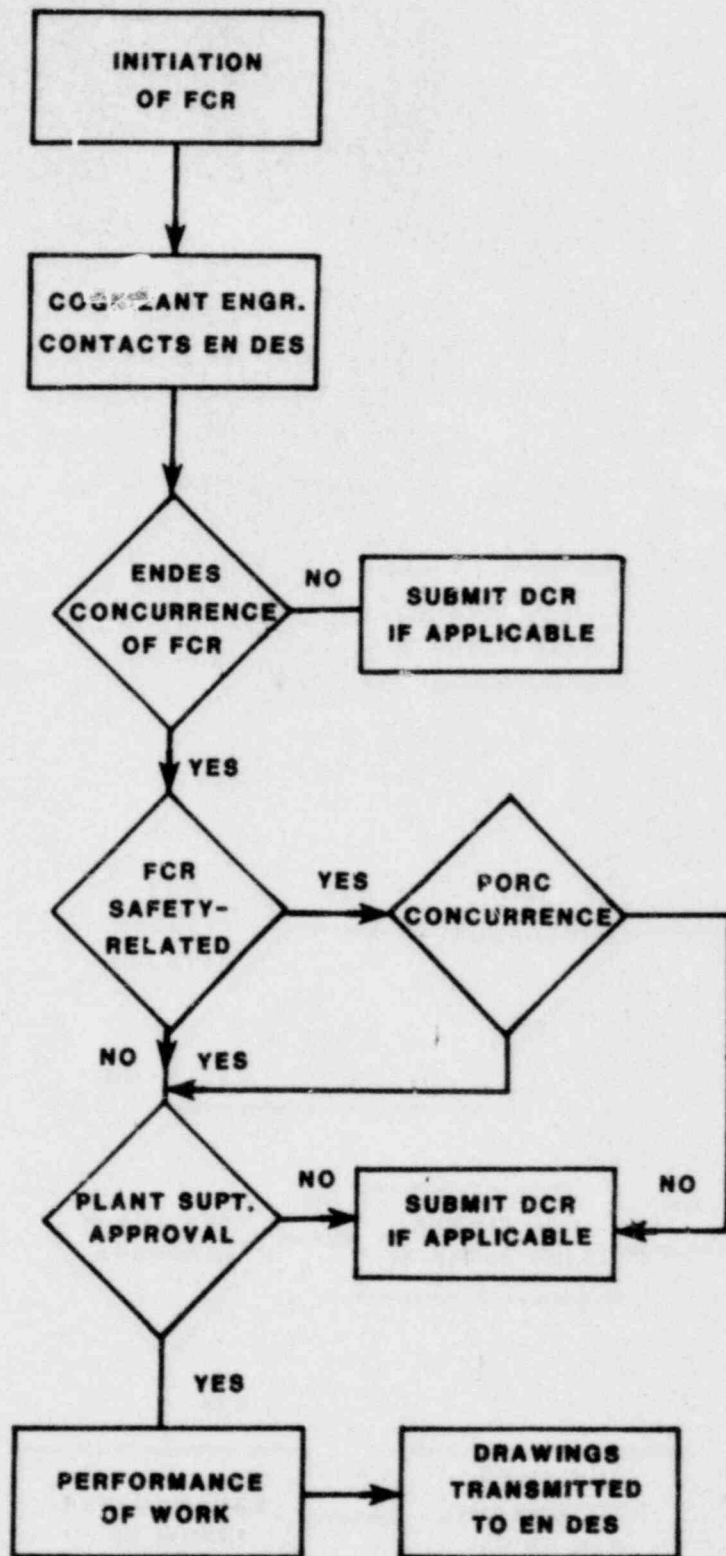 INITIATION
OF FCR
COGNIZANT ENGR.
CONTACTS EN DES
ENDES
CONCURRENCE
OF FCR
NO
SUBMIT DCR
IF APPLICABLE
YES
FCR
SAFETY-
RELATED
YES
PORC
CONCURRENCE
NO
YES
PLANT SUPT.
APPROVAL
NO
SUBMIT DCR
IF APPLICABLE
NO
YES
PERFORMANCE
OF WORK
DRAWINGS
TRANSMITTED
TO EN DES